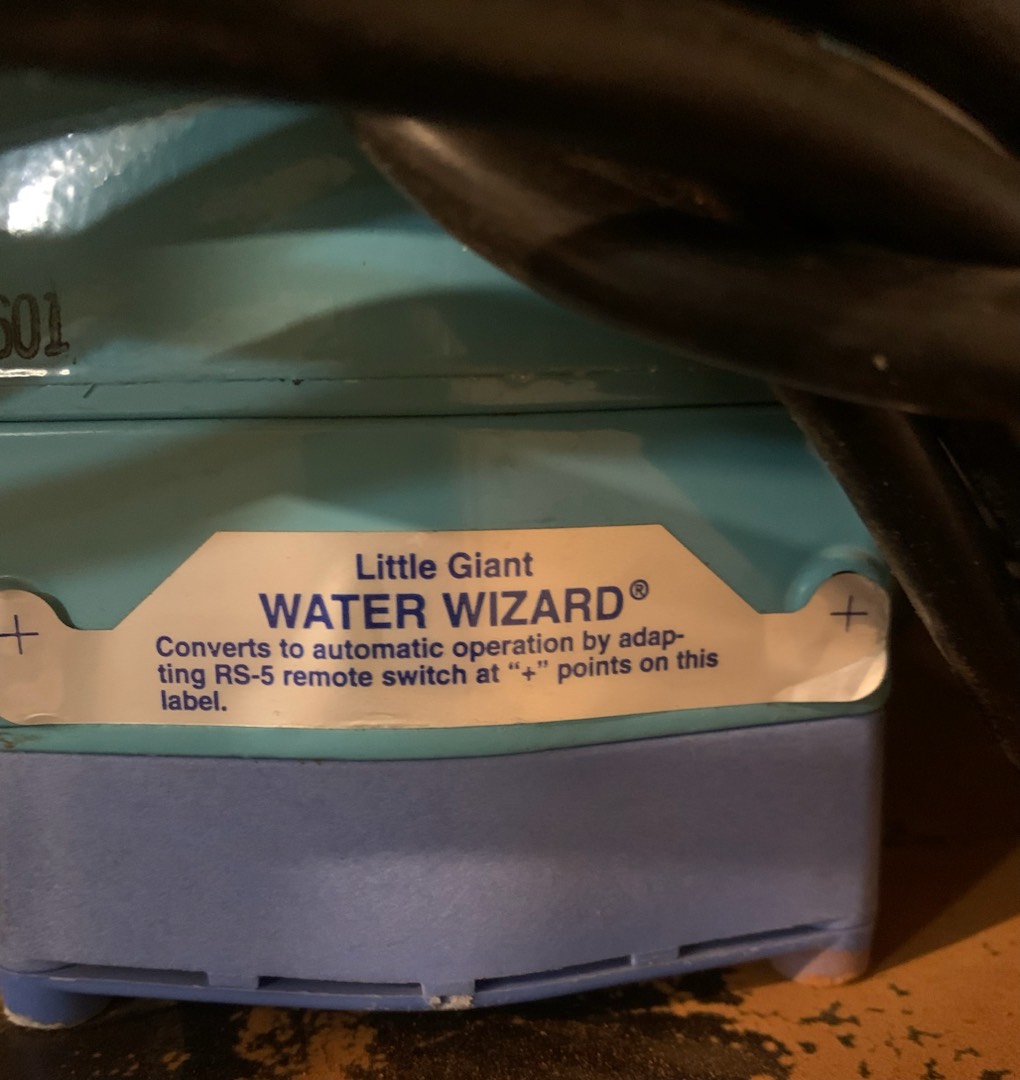 601
Little Giant
WATER WIZARD®
Converts to automatic operation by adap-
ting RS-5 remote switch at “+” points on this
label.
+
+